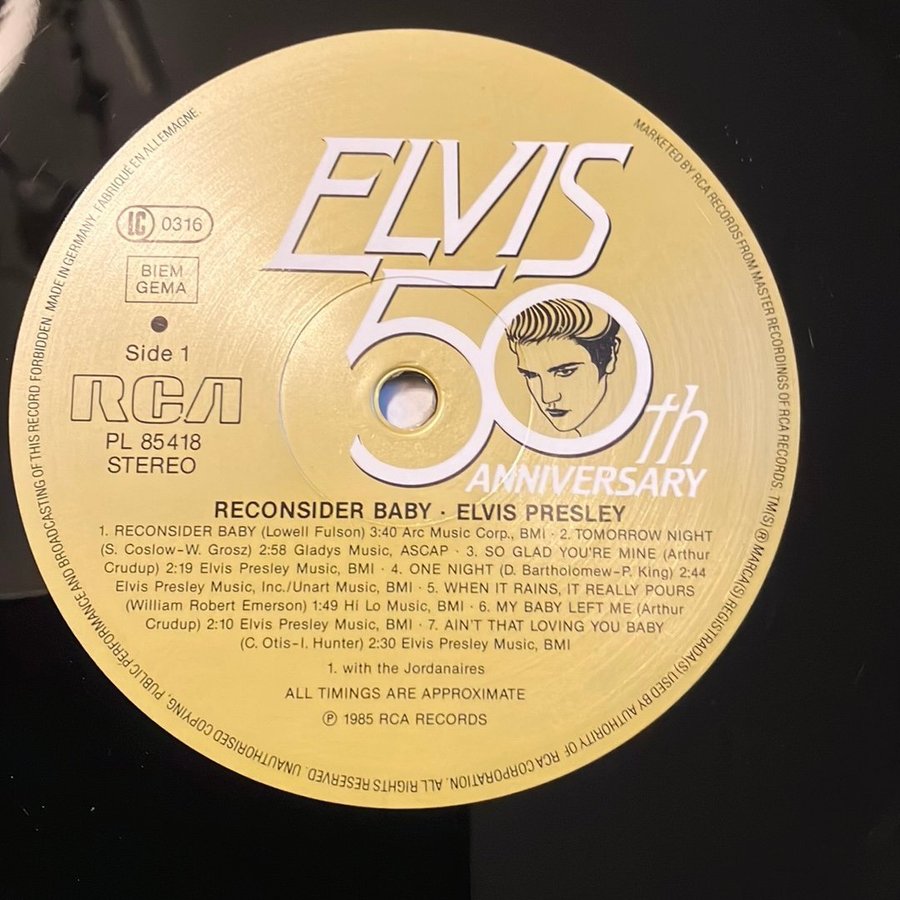 ELVIS
50th
ANNIVERSARY
LC 0316
BIEM
GEMA
Side 1
RCA
PL 85418
STEREO
RECONSIDER BABY · ELVIS PRESLEY
1. RECONSIDER BABY (Lowell Fulson) 3:40 Arc Music Corp., BMI · 2. TOMORROW NIGHT
(S. Coslow–W. Grosz) 2:58 Gladys Music, ASCAP · 3. SO GLAD YOU'RE MINE (Arthur
Crudup) 2:19 Elvis Presley Music, BMI · 4. ONE NIGHT (D. Bartholomew–P. King) 2:44
Elvis Presley Music, Inc./Unart Music, BMI · 5. WHEN IT RAINS, IT REALLY POURS
(William Robert Emerson) 1:49 Hi Lo Music, BMI · 6. MY BABY LEFT ME (Arthur
Crudup) 2:10 Elvis Presley Music, BMI · 7. AIN'T THAT LOVING YOU BABY
(C. Otis–I. Hunter) 2:30 Elvis Presley Music, BMI
1. with the Jordanaires
ALL TIMINGS ARE APPROXIMATE
℗ 1985 RCA RECORDS
MARKETED BY RCA RECORDS FROM MASTER RECORDINGS OF RCA RECORDS. TM(S) ® MARCA(S) REGISTRADA(S) USED BY AUTHORITY OF RCA CORPORATION. ALL RIGHTS RESERVED. UNAUTHORISED COPYING, PUBLIC PERFORMANCE AND BROADCASTING OF THIS RECORD FORBIDDEN. MADE IN GERMANY. FABRIQUÉ EN ALLEMAGNE.